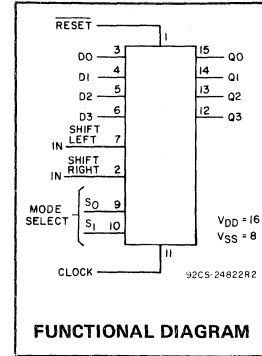 RESET
1
D0 3 15 Q0
D1 4 14 Q1
D2 5 13 Q2
D3 6 12 Q3
SHIFT
LEFT 7
IN
SHIFT
RIGHT 2
IN
MODE S0 9
SELECT S1 10
VDD = 16
VSS = 8
11
CLOCK
92CS-24822R2
FUNCTIONAL DIAGRAM